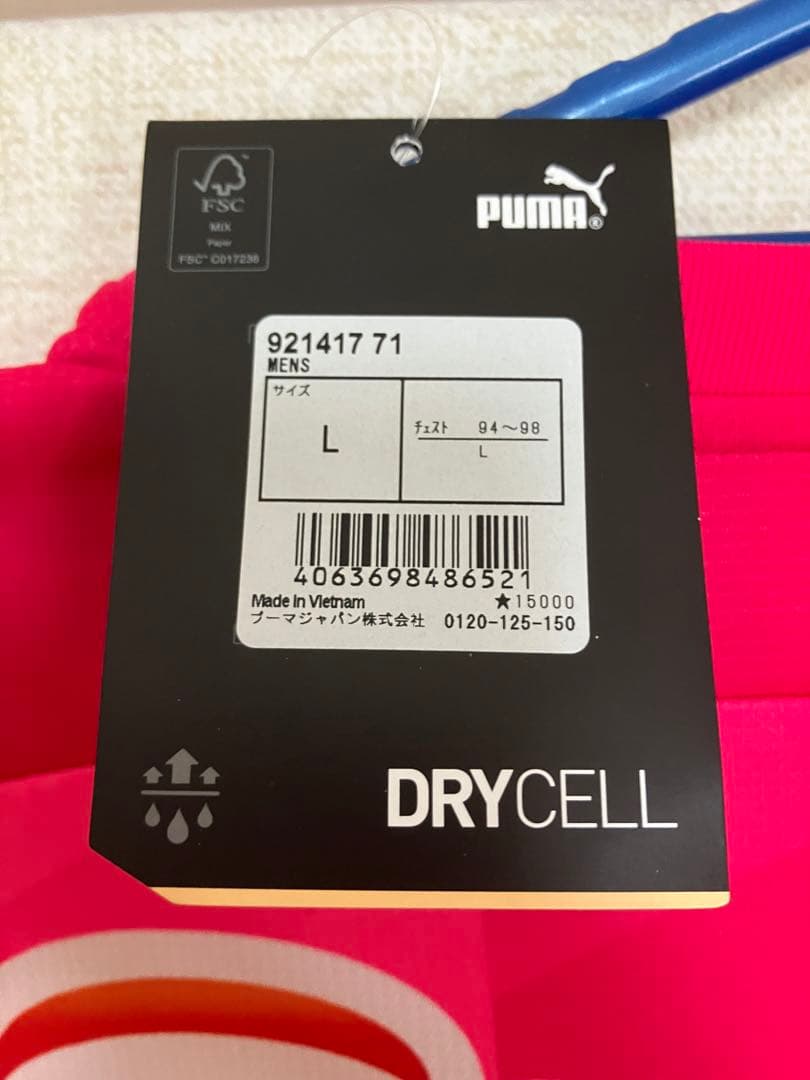 FSC
MIX
Paper
FSC™ C017236
PUMA®
921417 71
MENS
サイズ
L
チェスト 94～98
L
4063698486521
Made in Vietnam ★15000
プーマジャパン株式会社 0120-125-150
DRYCELL